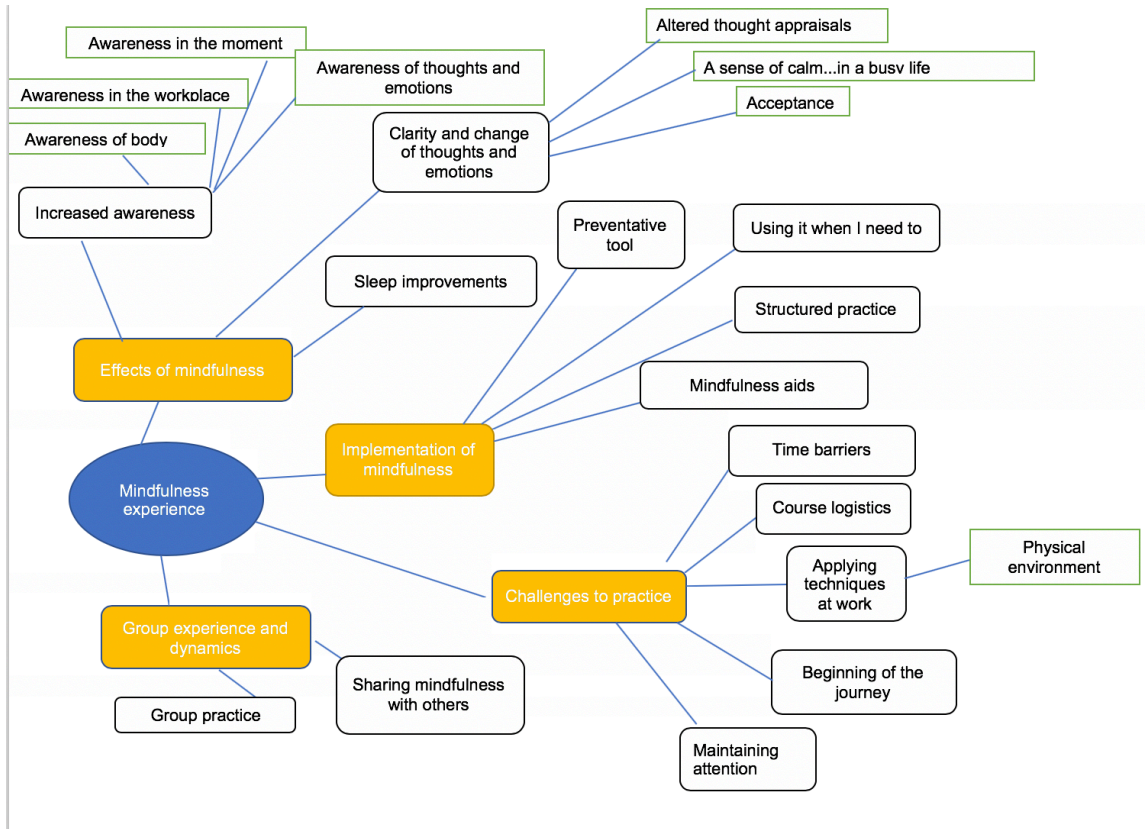 Altered thought appraisals
Awareness in the moment
A sense of calm...in a busy life
Awareness of thoughts and
emotions
Awareness in the workplace
Acceptance
Awareness of body
Clarity and change
of thoughts and
emotions
Increased awareness
Preventative
tool
Using it when I need to
Sleep improvements
Structured practice
Effects of mindfulness
Mindfulness aids
Implementation of
mindfulness
Time barriers
Mindfulness
experience
Course logistics
Physical
environment
Applying
techniques
at work
Challenges to practice
Group experience and
dynamics
Beginning of the
journey
Sharing mindfulness
with others
Group practice
Maintaining
attention